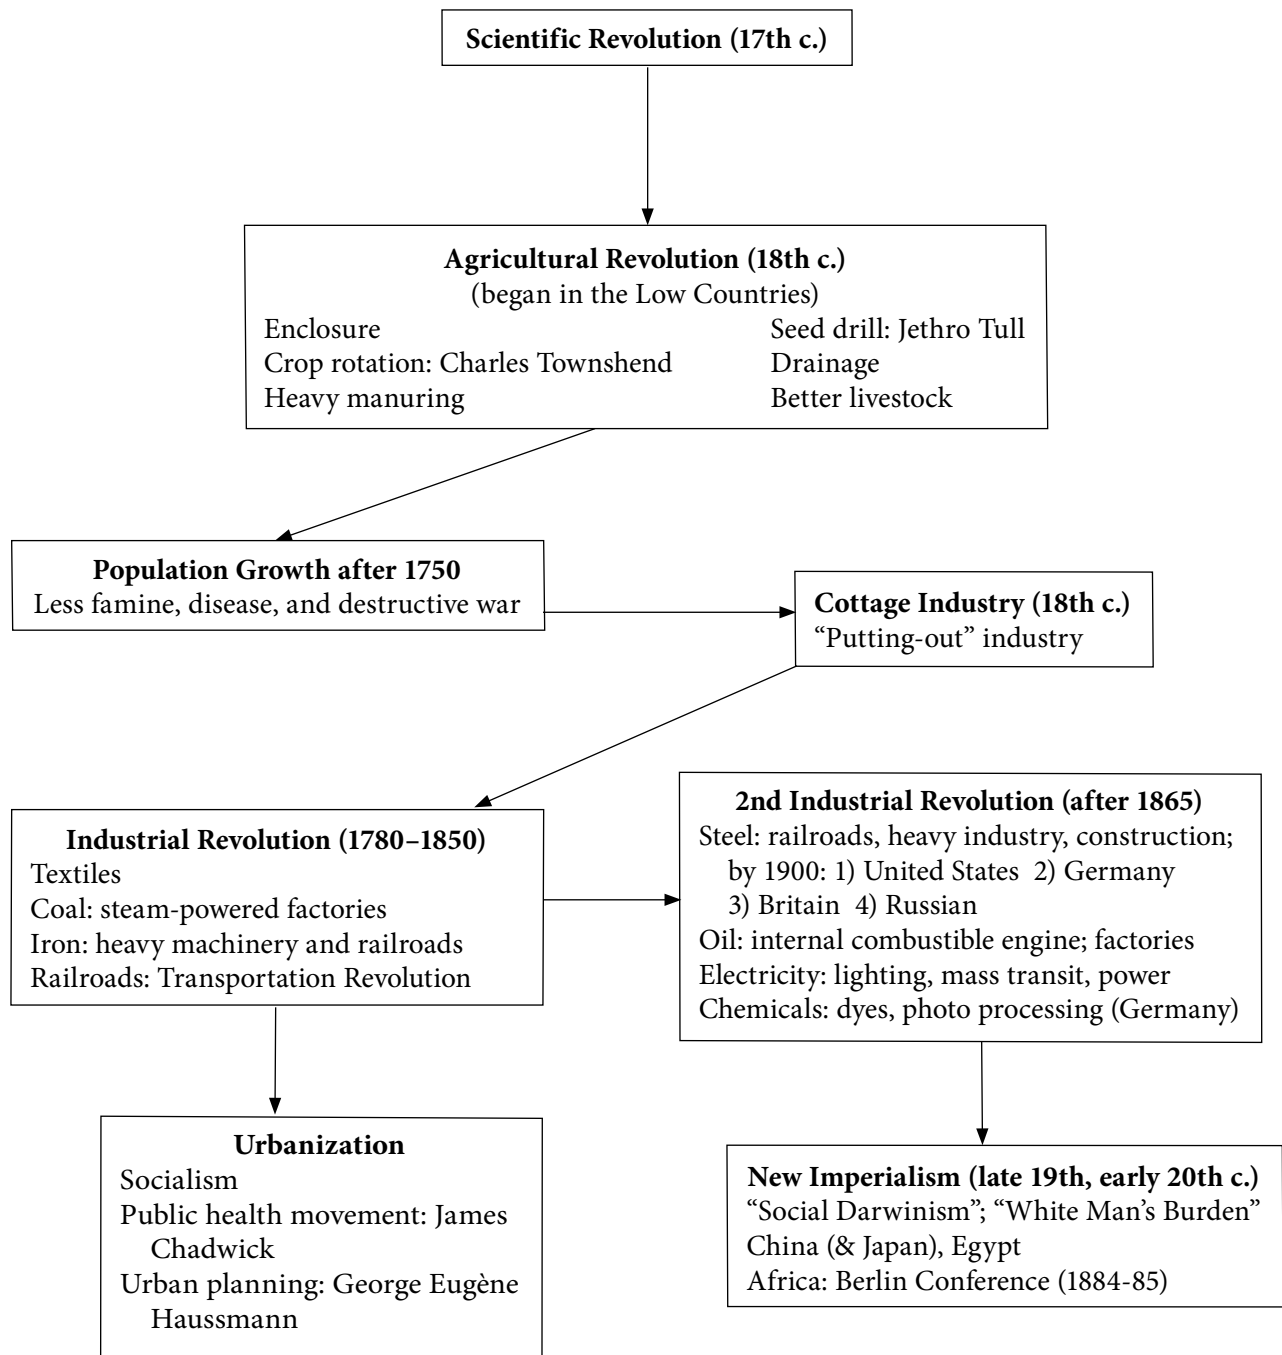 Scientific Revolution (17th c.)
Agricultural Revolution (18th c.)
(began in the Low Countries)
Enclosure
Crop rotation: Charles Townshend
Heavy manuring
Seed drill: Jethro Tull
Drainage
Better livestock
Population Growth after 1750
Less famine, disease, and destructive war
Cottage Industry (18th c.)
“Putting-out” industry
Industrial Revolution (1780–1850)
Textiles
Coal: steam-powered factories
Iron: heavy machinery and railroads
Railroads: Transportation Revolution
2nd Industrial Revolution (after 1865)
Steel: railroads, heavy industry, construction;
by 1900: 1) United States 2) Germany
3) Britain 4) Russian
Oil: internal combustible engine; factories
Electricity: lighting, mass transit, power
Chemicals: dyes, photo processing (Germany)
Urbanization
Socialism
Public health movement: James
Chadwick
Urban planning: George Eugène
Haussmann
New Imperialism (late 19th, early 20th c.)
“Social Darwinism”; “White Man’s Burden”
China (& Japan), Egypt
Africa: Berlin Conference (1884-85)